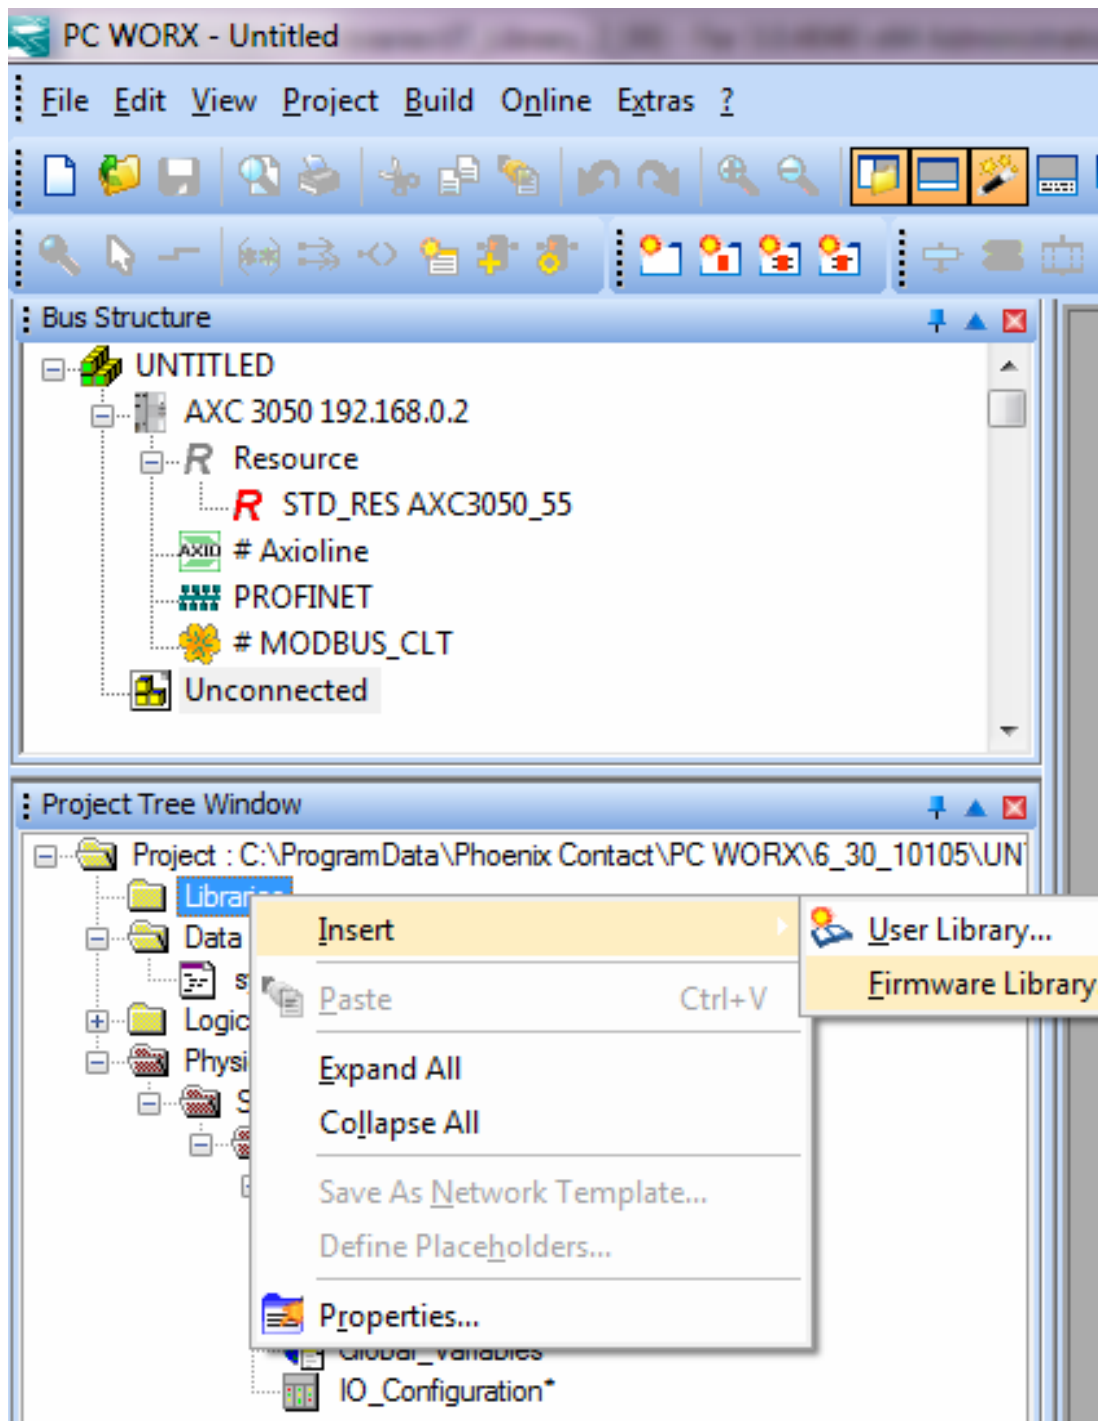 PC WORX - Untitled
File Edit View Project Build Online Extras ?
Bus Structure
UNTITLED
AXC 3050 192.168.0.2
R Resource
R STD_RES AXC3050_55
AXIO # Axioline
PROFINET
# MODBUS_CLT
Unconnected
Project Tree Window
Project : C:\ProgramData\Phoenix Contact\PC WORX\6_30_10105\UN
Libraries
Insert
User Library...
Data
Firmware Library
Paste Ctrl+V
Logic
Physi
Expand All
S
Collapse All
Save As Network Template...
Define Placeholders...
Properties...
Global_Variables
IO_Configuration*